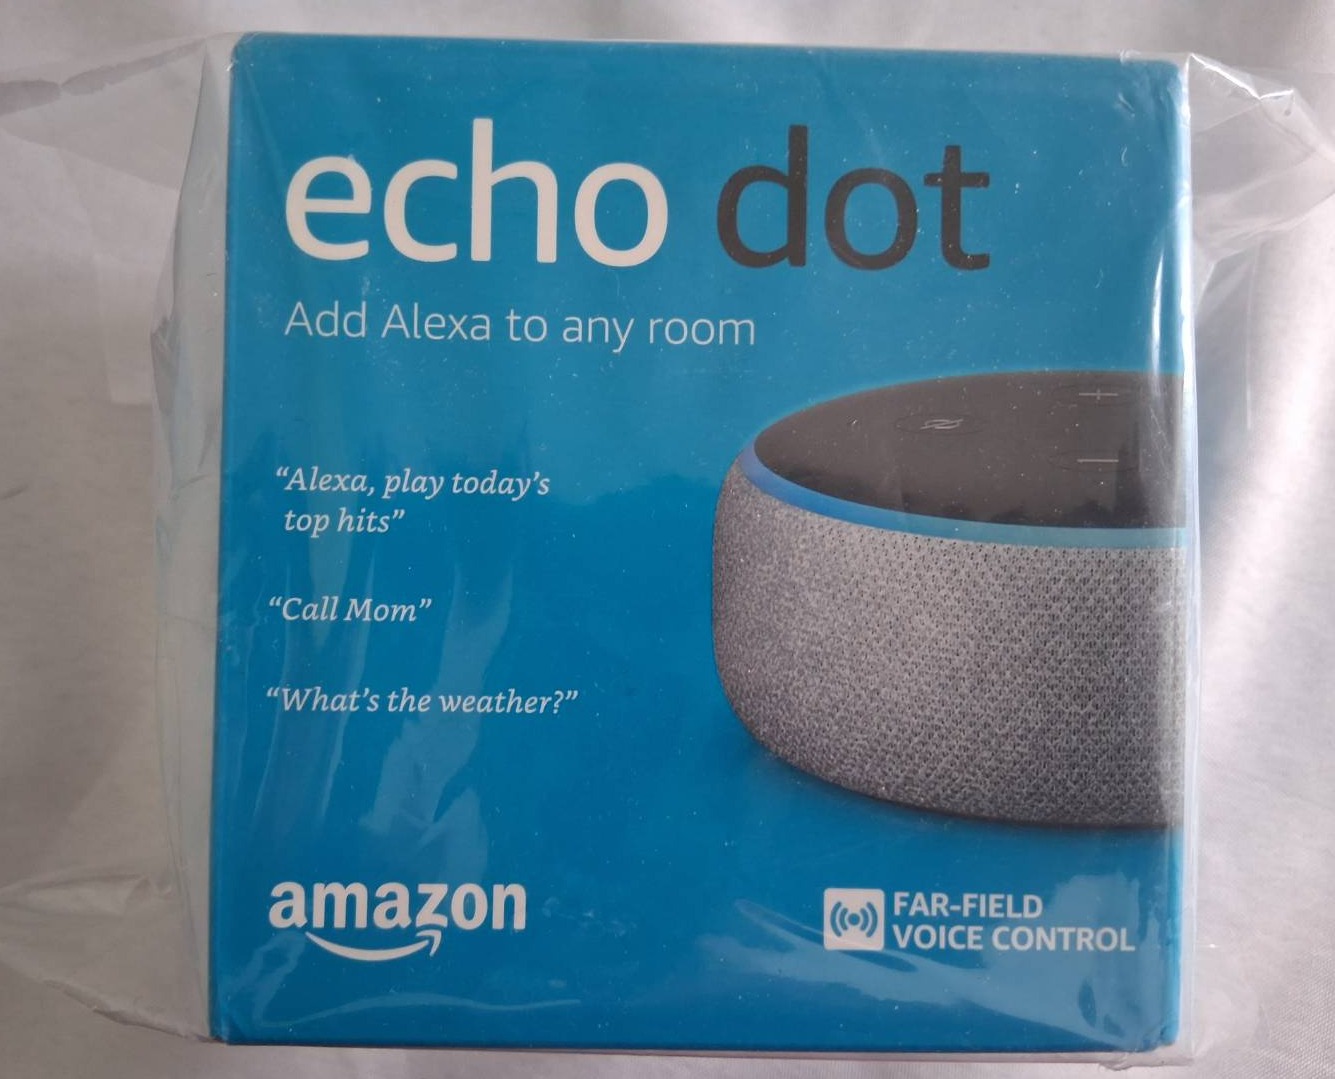 echo dot
Add Alexa to any room
“Alexa, play today’s
top hits”
“Call Mom”
“What’s the weather?”
amazon
FAR-FIELD
VOICE CONTROL